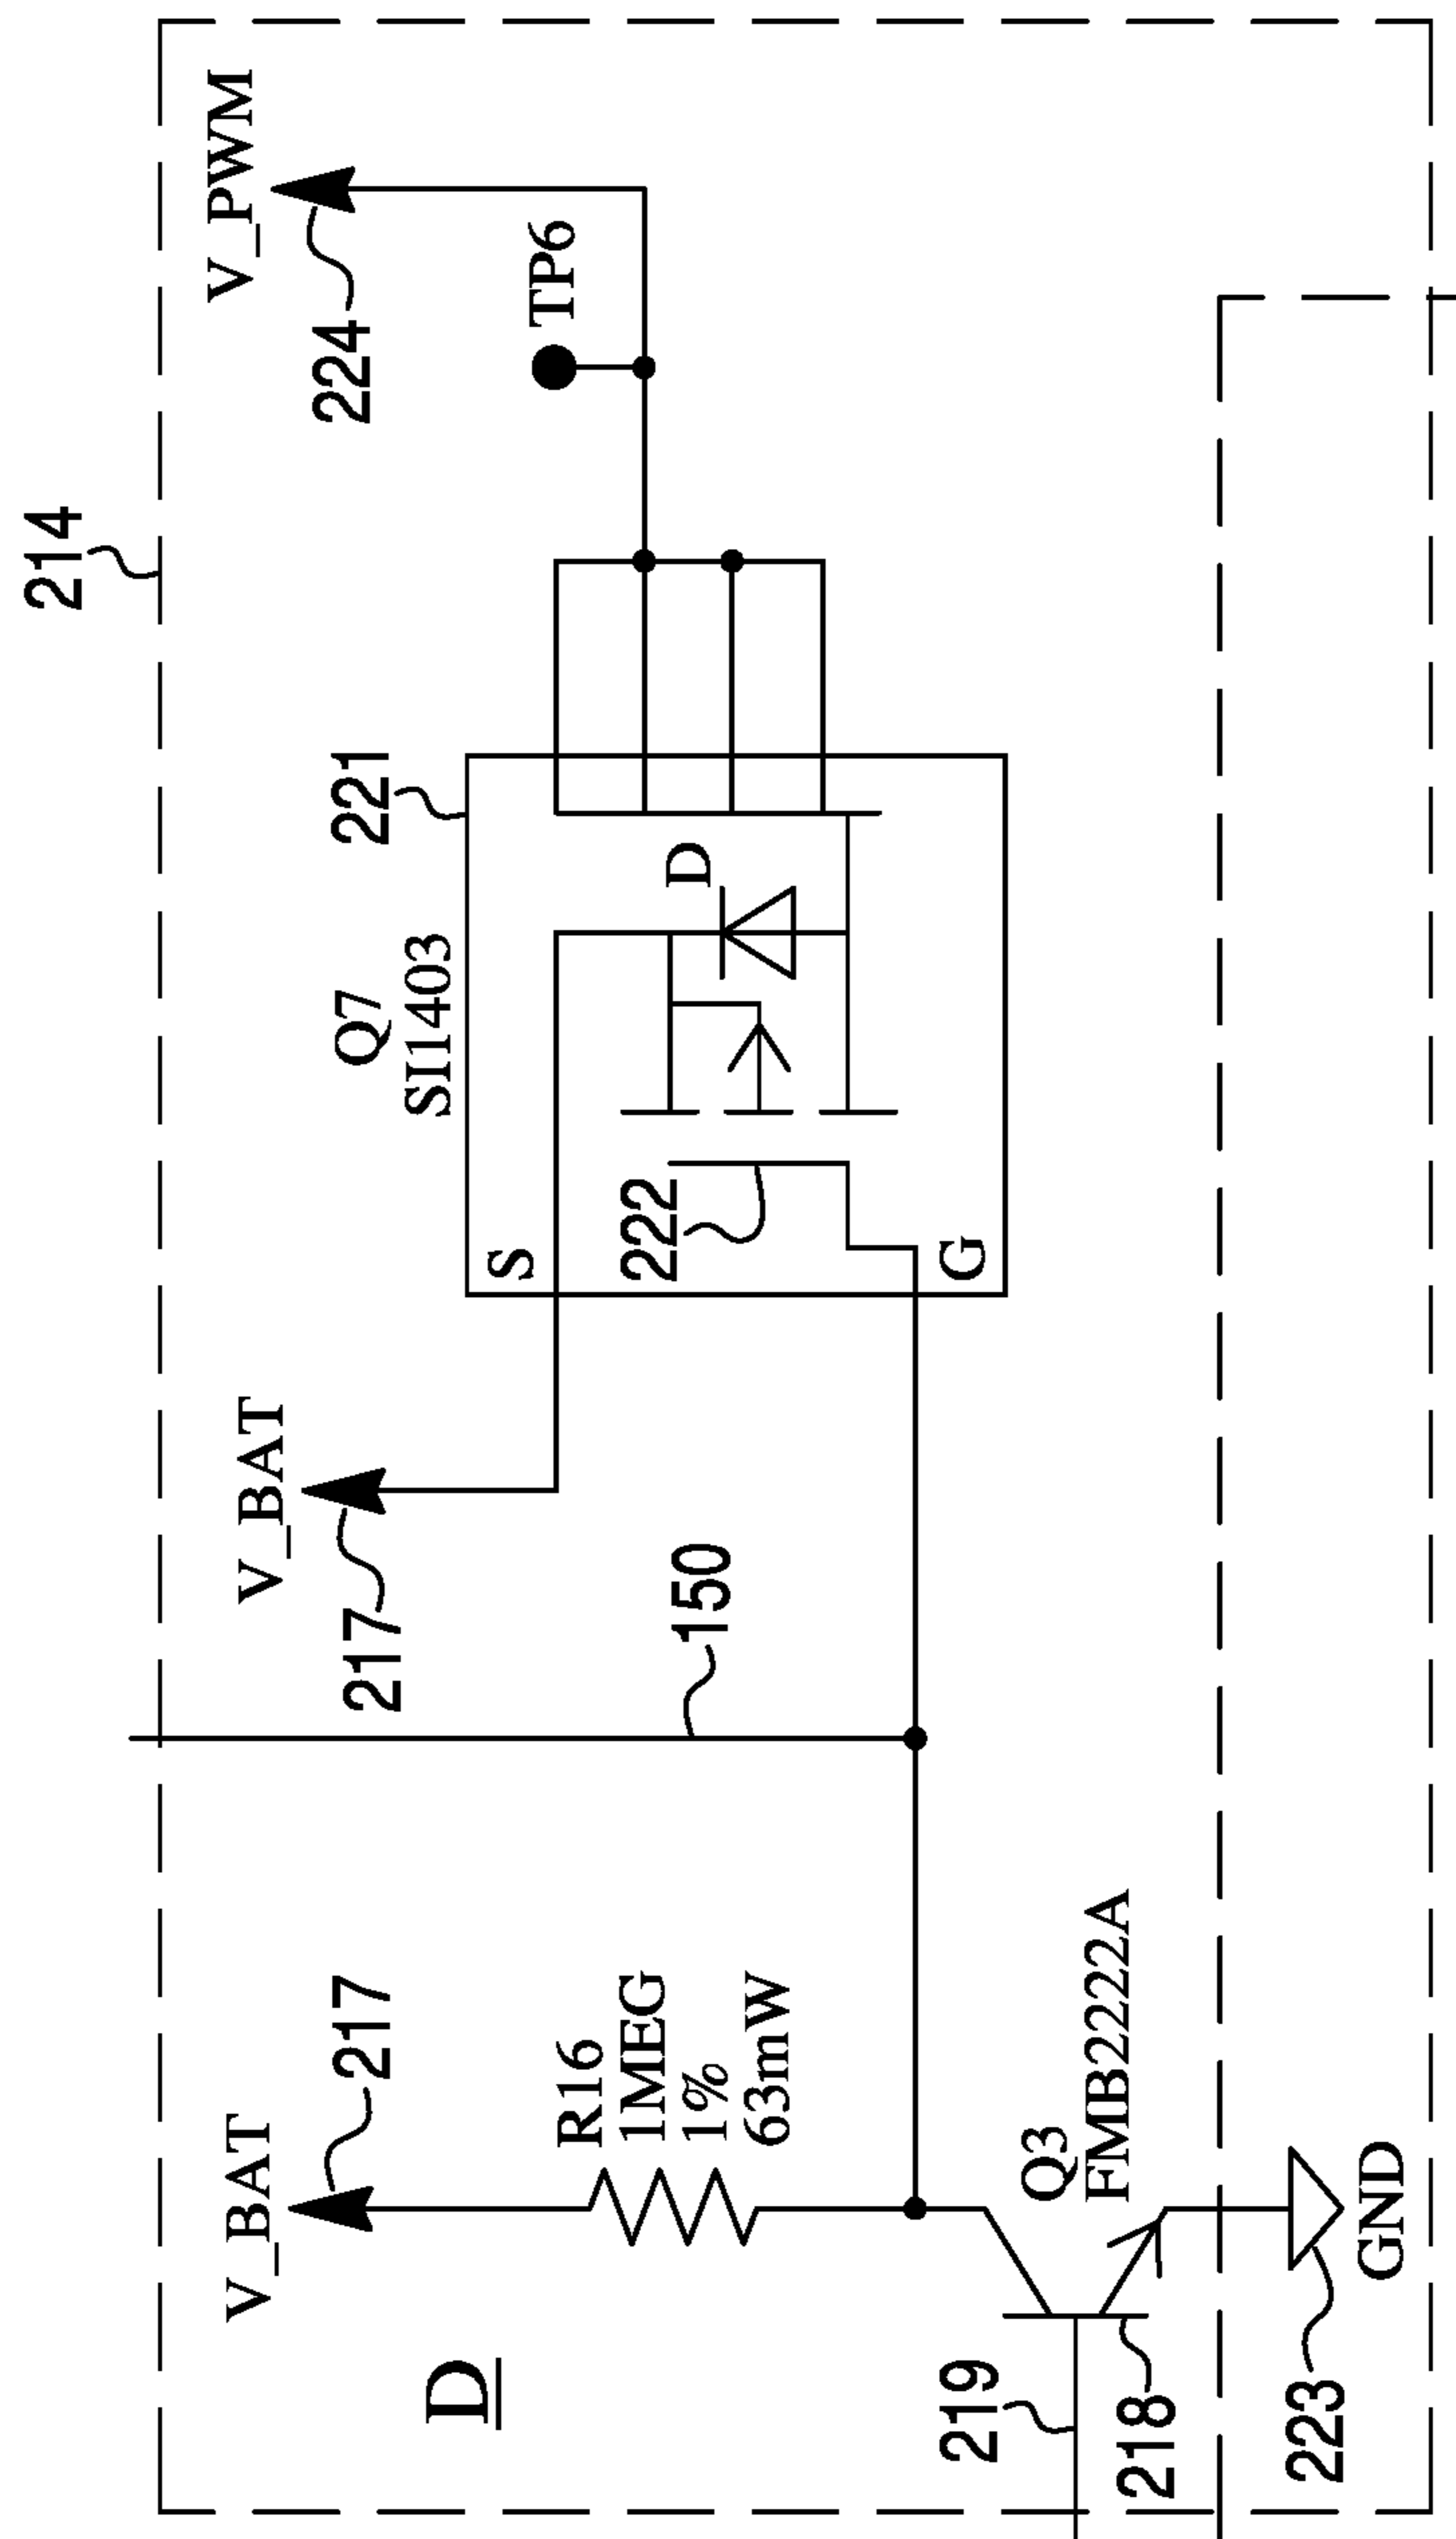 214
V_BAT
217
V_BAT
217
V_PWM
224
TP6
Q7
SI1403
221
S
D
222
G
150
R16
1MEG
1%
63mW
D
Q3
FMB2222A
219
218
223
GND